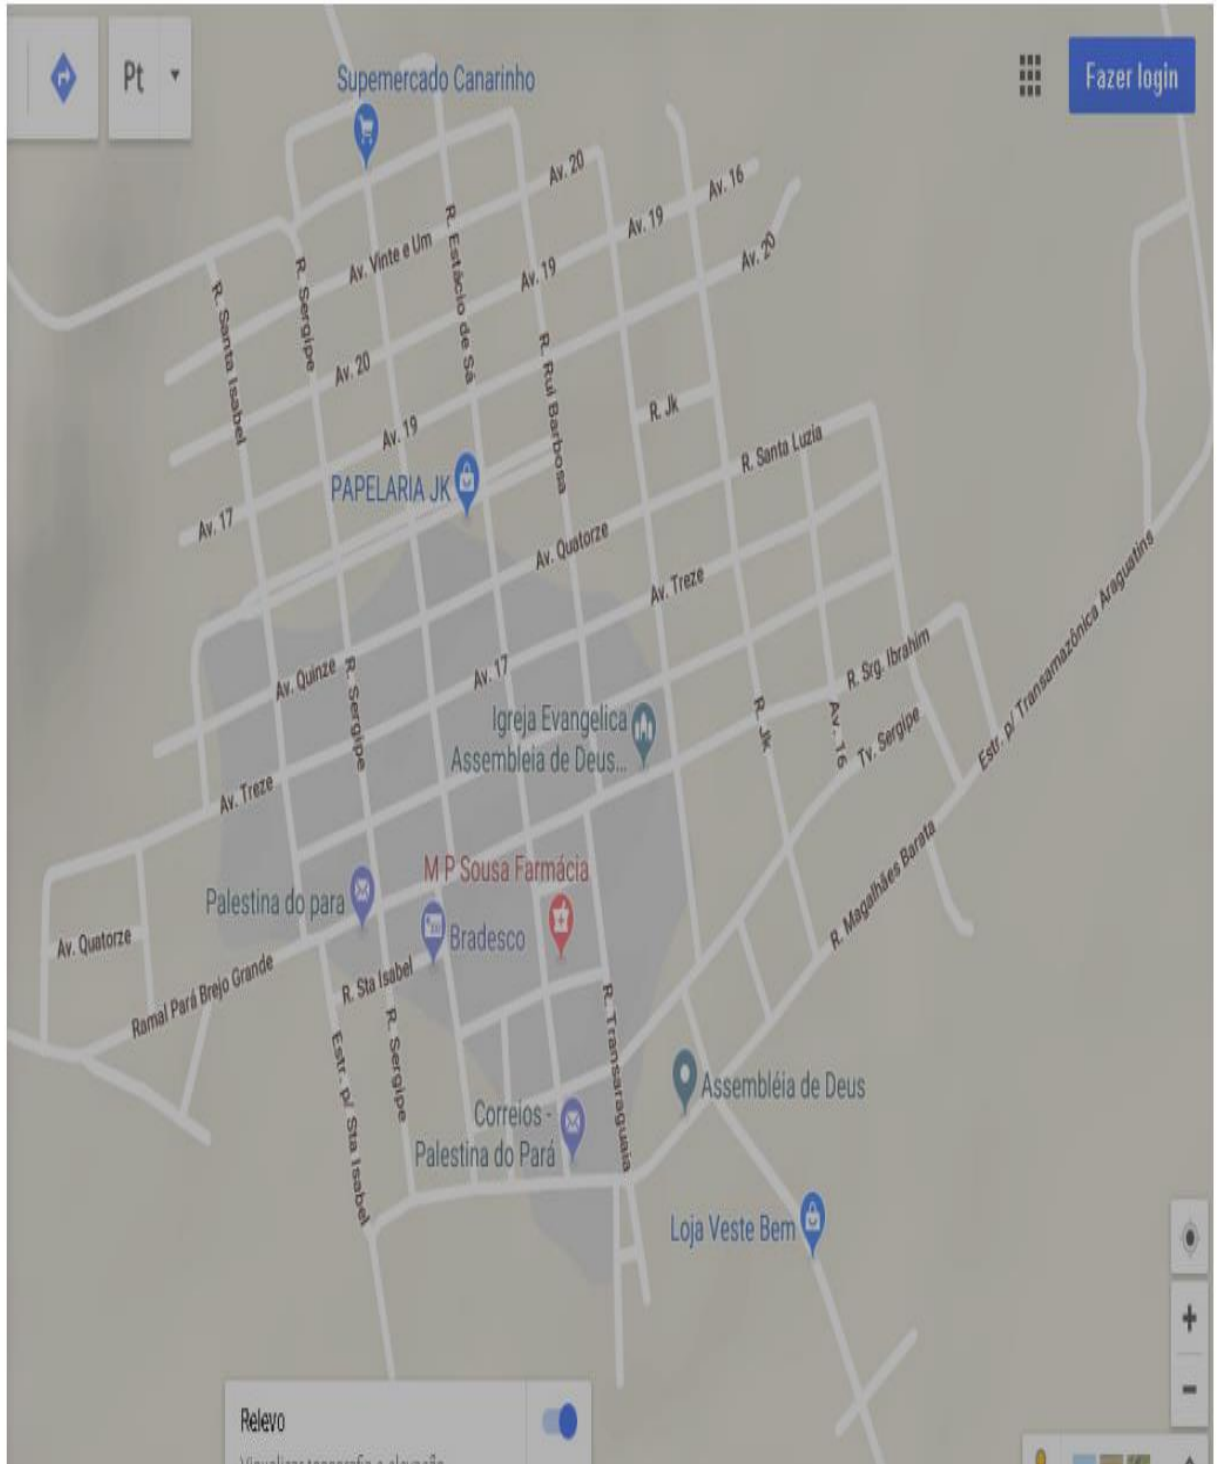 Pt
Fazer login
Supemercado Canarinho
Av. 20
Av. 16
Av. 19
Av. Vinte e Um
R. Estácio de Sá
Av. 20
Av. 19
R. Sergipe
R. Santa Isabel
Av. 20
R. Rui Barbosa
R. Jk
Av. 19
R. Santa Luzia
PAPELARIA JK
Av. 17
Av. Quatorze
Av. Treze
Estr. p/ Transamazônica Araguatins
Av. Quinze
R. Sergipe
Av. 17
R. Srg. Ibrahim
Igreja Evangelica
Assembleia de Deus...
R. Jk
Av. 16
Tv. Sergipe
Av. Treze
M P Sousa Farmácia
R. Magalhães Barata
Palestina do para
Bradesco
Av. Quatorze
R. Sta Isabel
Ramal Pará Brejo Grande
R. Sergipe
R. Transaraguaia
Estr. p/ Sta Isabel
Assembléia de Deus
Correios -
Palestina do Pará
Loja Veste Bem
+
−
Relevo